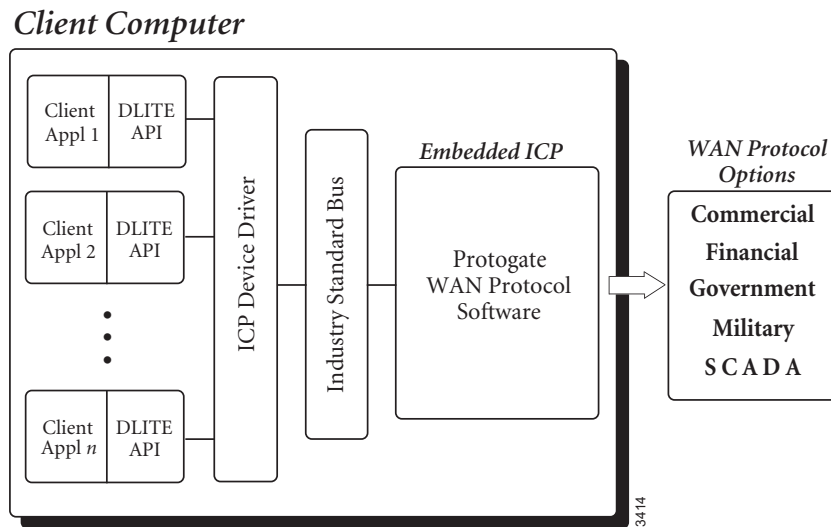 Client Computer
Client
Appl 1
DLITE
API
Client
Appl 2
DLITE
API
Client
Appl n
DLITE
API
ICP Device Driver
Industry Standard Bus
Embedded ICP
Protogate
WAN Protocol
Software
WAN Protocol
Options
Commercial
Financial
Government
Military
SCADA
3414